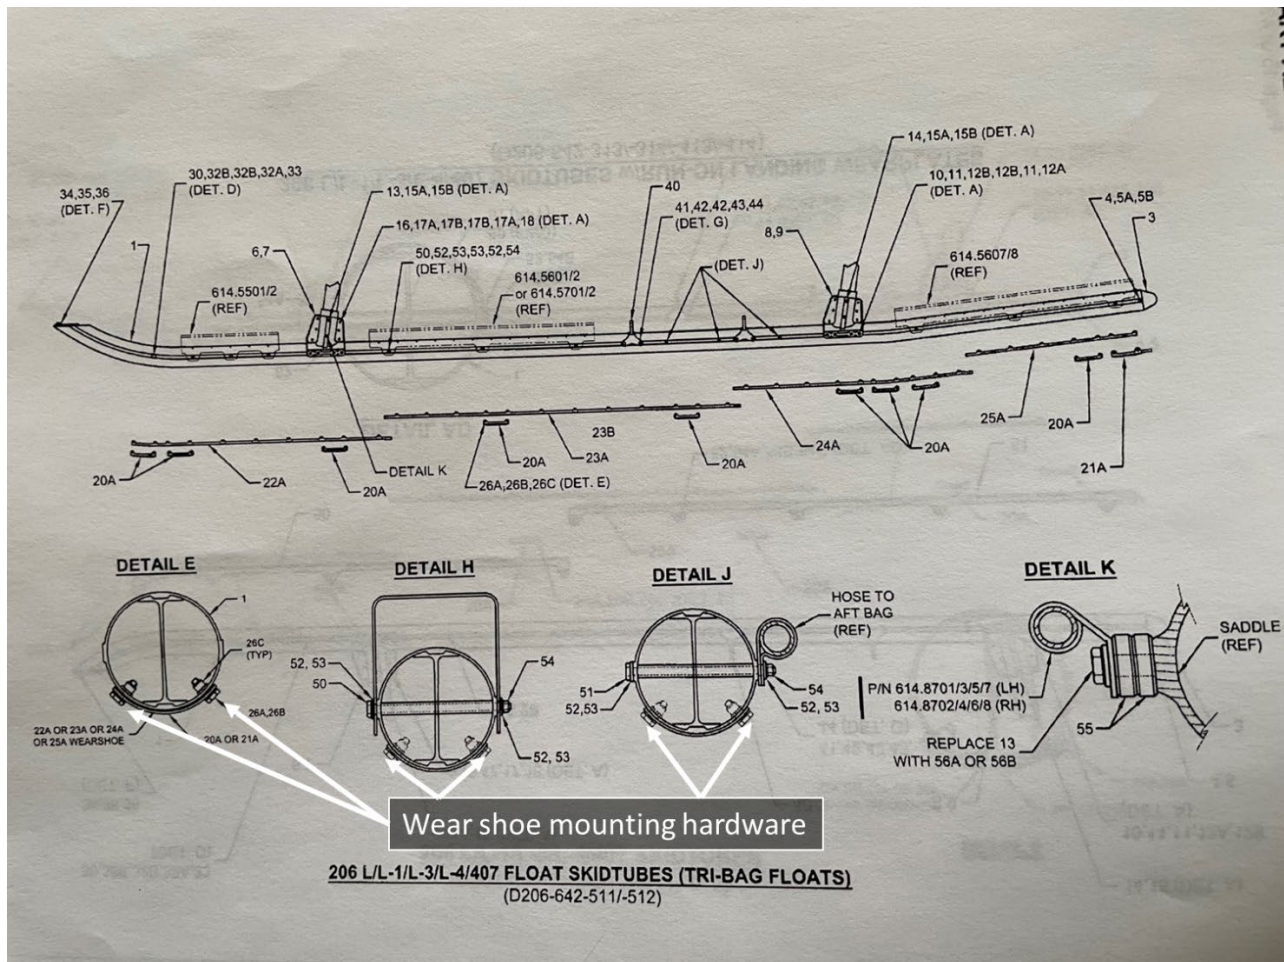 14,15A,15B (DET. A)
30,32B,32B,32A,33
(DET. D)
34,35,36
(DET. F)
13,15A,15B (DET. A)
40
10,11,12B,12B,11,12A
(DET. A)
4,5A,5B
1
16,17A,17B,17B,17A,18 (DET. A)
41,42,42,43,44
(DET. G)
3
6,7
50,52,53,53,52,54
(DET. H)
8,9
614.5607/8
(REF)
(DET. J)
614.5501/2
(REF)
614.5601/2
or 614.5701/2
(REF)
25A
20A
23B
24A
20A
20A
23A
20A
21A
DETAIL K
20A
22A
20A
26A,26B,26C (DET. E)
DETAIL E
DETAIL H
DETAIL J
DETAIL K
1
HOSE TO
AFT BAG
(REF)
26C
(TYP)
SADDLE
(REF)
52, 53
54
50
51
54
P/N 614.8701/3/5/7 (LH)
614.8702/4/6/8 (RH)
52,53
52, 53
26A,26B
22A OR 23A OR 24A
OR 25A WEARSHOE
20A OR 21A
55
REPLACE 13
WITH 56A OR 56B
52, 53
Wear shoe mounting hardware
206 L/L-1/L-3/L-4/407 FLOAT SKIDTUBES (TRI-BAG FLOATS)
(D206-642-511/-512)